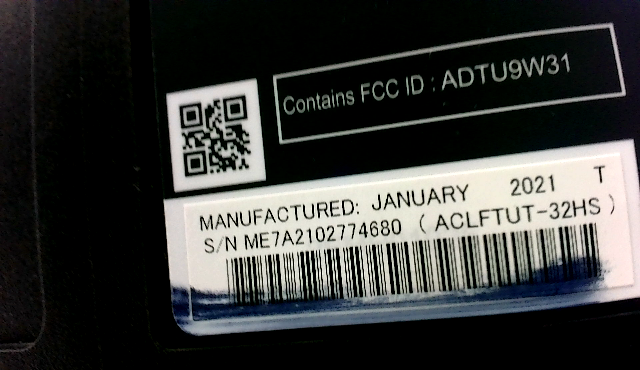 Contains FCC ID : ADTU9W31
MANUFACTURED: JANUARY 2021 T
S/N ME7A2102774680 ( ACLFTUT-32HS )